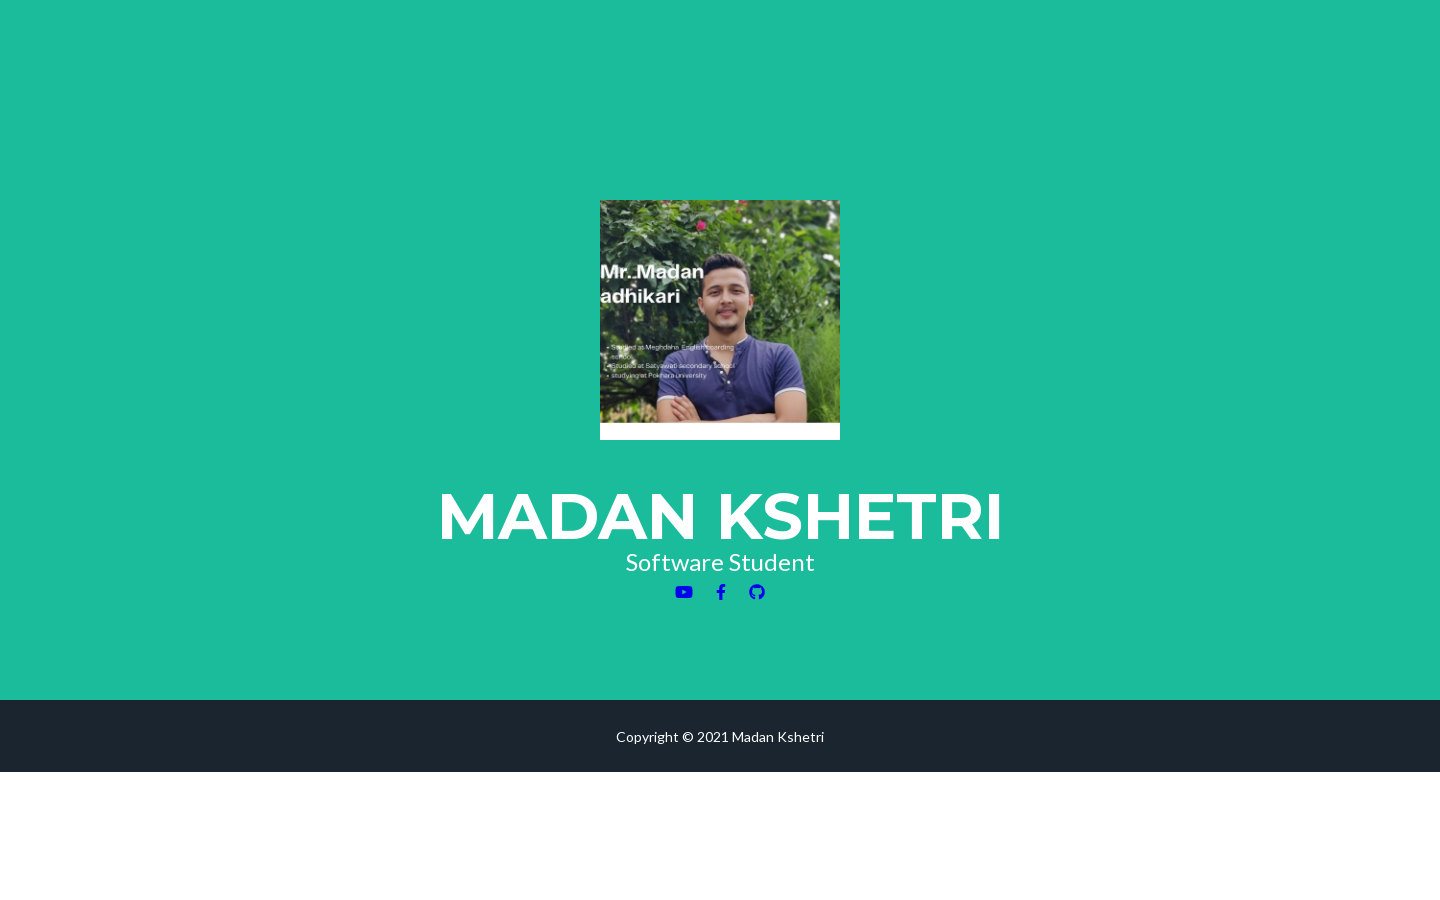 Mr. Madan
adhikari
• Studied at Meghdaha English boarding
school
• Studied at Satyawati secondary school
• studying at Pokhara university
MADAN KSHETRI
Software Student
Copyright © 2021 Madan Kshetri